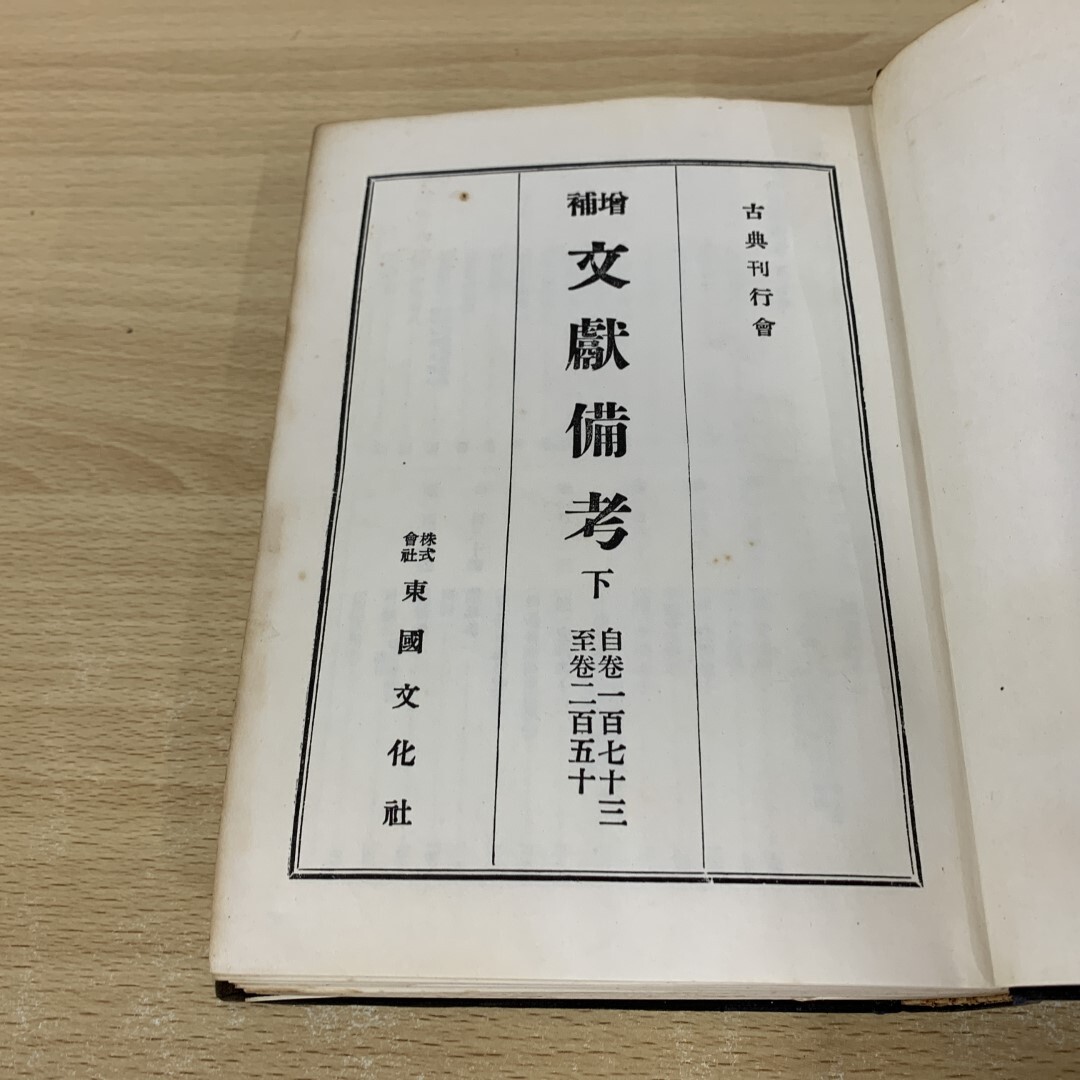 古典刊行會
增補 文獻備考 下 自卷一百七十三
至卷二百五十
株式
會社 東國文化社